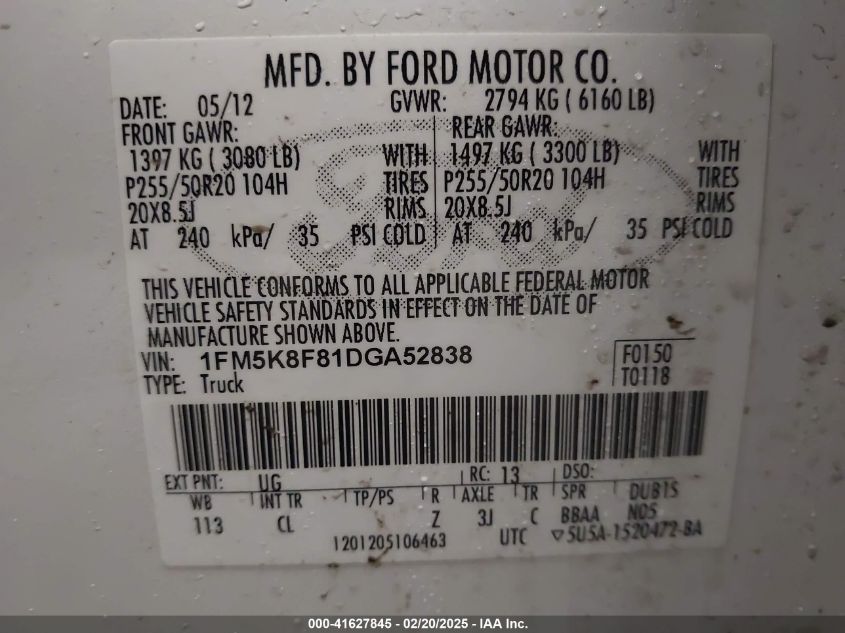 MFD. BY FORD MOTOR CO.
DATE: 05/12 GVWR: 2794 KG ( 6160 LB)
FRONT GAWR: REAR GAWR:
1397 KG ( 3080 LB) WITH 1497 KG ( 3300 LB) WITH
P255/50R20 104H TIRES P255/50R20 104H TIRES
20X8.5J RIMS 20X8.5J RIMS
AT 240 kPa/ 35 PSI COLD AT 240 kPa/ 35 PSI COLD
Ford
THIS VEHICLE CONFORMS TO ALL APPLICABLE FEDERAL MOTOR
VEHICLE SAFETY STANDARDS IN EFFECT ON THE DATE OF
MANUFACTURE SHOWN ABOVE.
VIN: 1FM5K8F81DGA52838 F0150
TYPE: Truck T0118
EXT PNT: UG RC: 13 DSO:
WB INT TR TP/PS R AXLE TR SPR DUBTS
113 CL Z 3J C BBAA N05
1201205106463 UTC ▽5U5A-1520472-BA
000-41627845 - 02/20/2025 - IAA Inc.